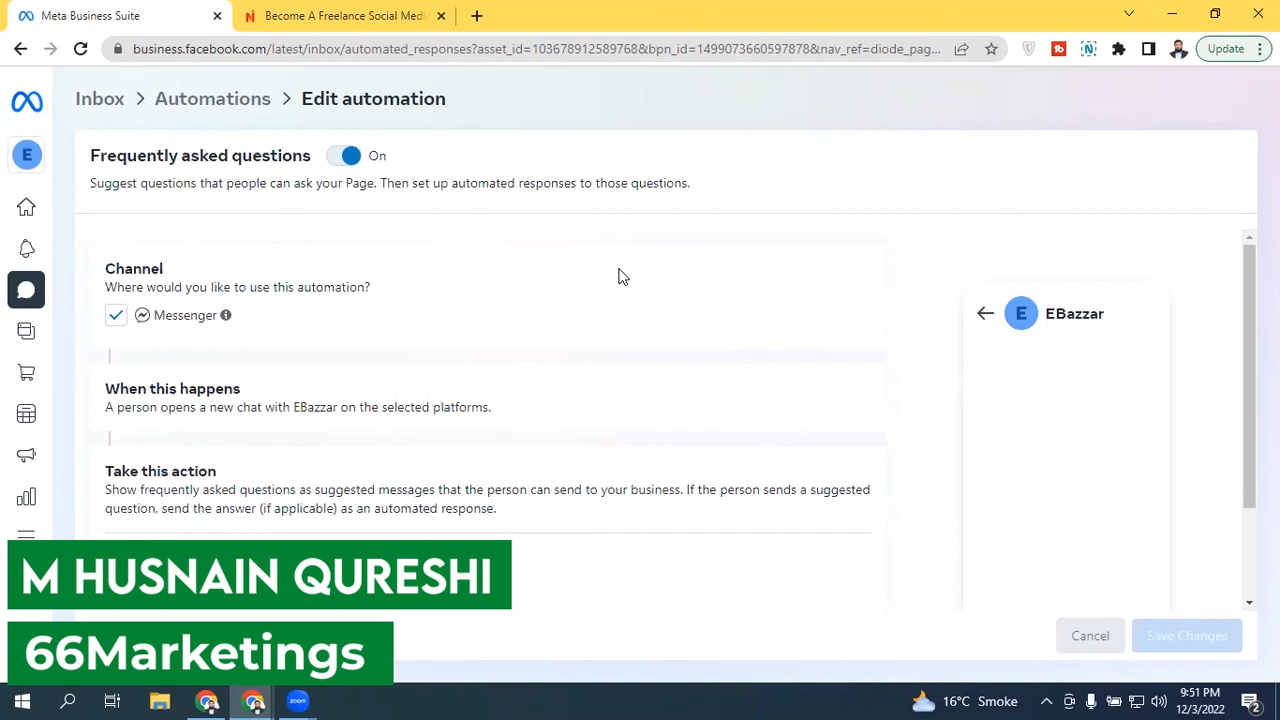 Meta Business Suite
Become A Freelance Social Medi
business.facebook.com/latest/inbox/automated_responses?asset_id=103678912589768&bpn_id=1499073060597878&nav_ref=diode_pag...
Update
Inbox > Automations > Edit automation
E
Frequently asked questions
On
Suggest questions that people can ask your Page. Then set up automated responses to those questions.
Channel
Where would you like to use this automation?
Messenger
E EBazzar
When this happens
A person opens a new chat with EBazzar on the selected platforms.
Take this action
Show frequently asked questions as suggested messages that the person can send to your business. If the person sends a suggested
question, send the answer (if applicable) as an automated response.
M HUSNAIN QURESHI
66Marketings
Cancel
Save Changes
zoom
16°C Smoke
9:51 PM
12/3/2022
2